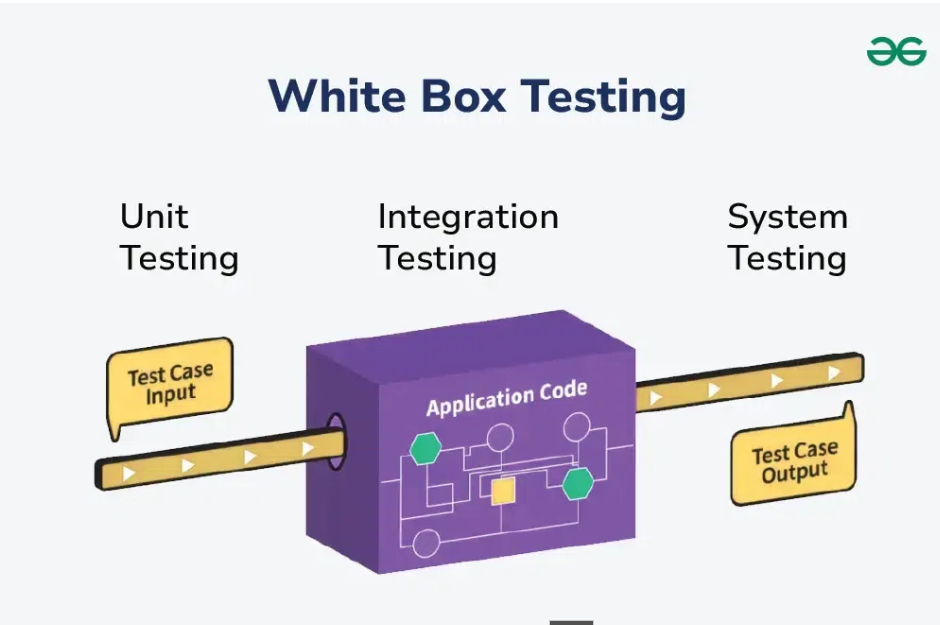 White Box Testing
Unit
Testing
Integration
Testing
System
Testing
Test Case
Input
Application Code
Test Case
Output